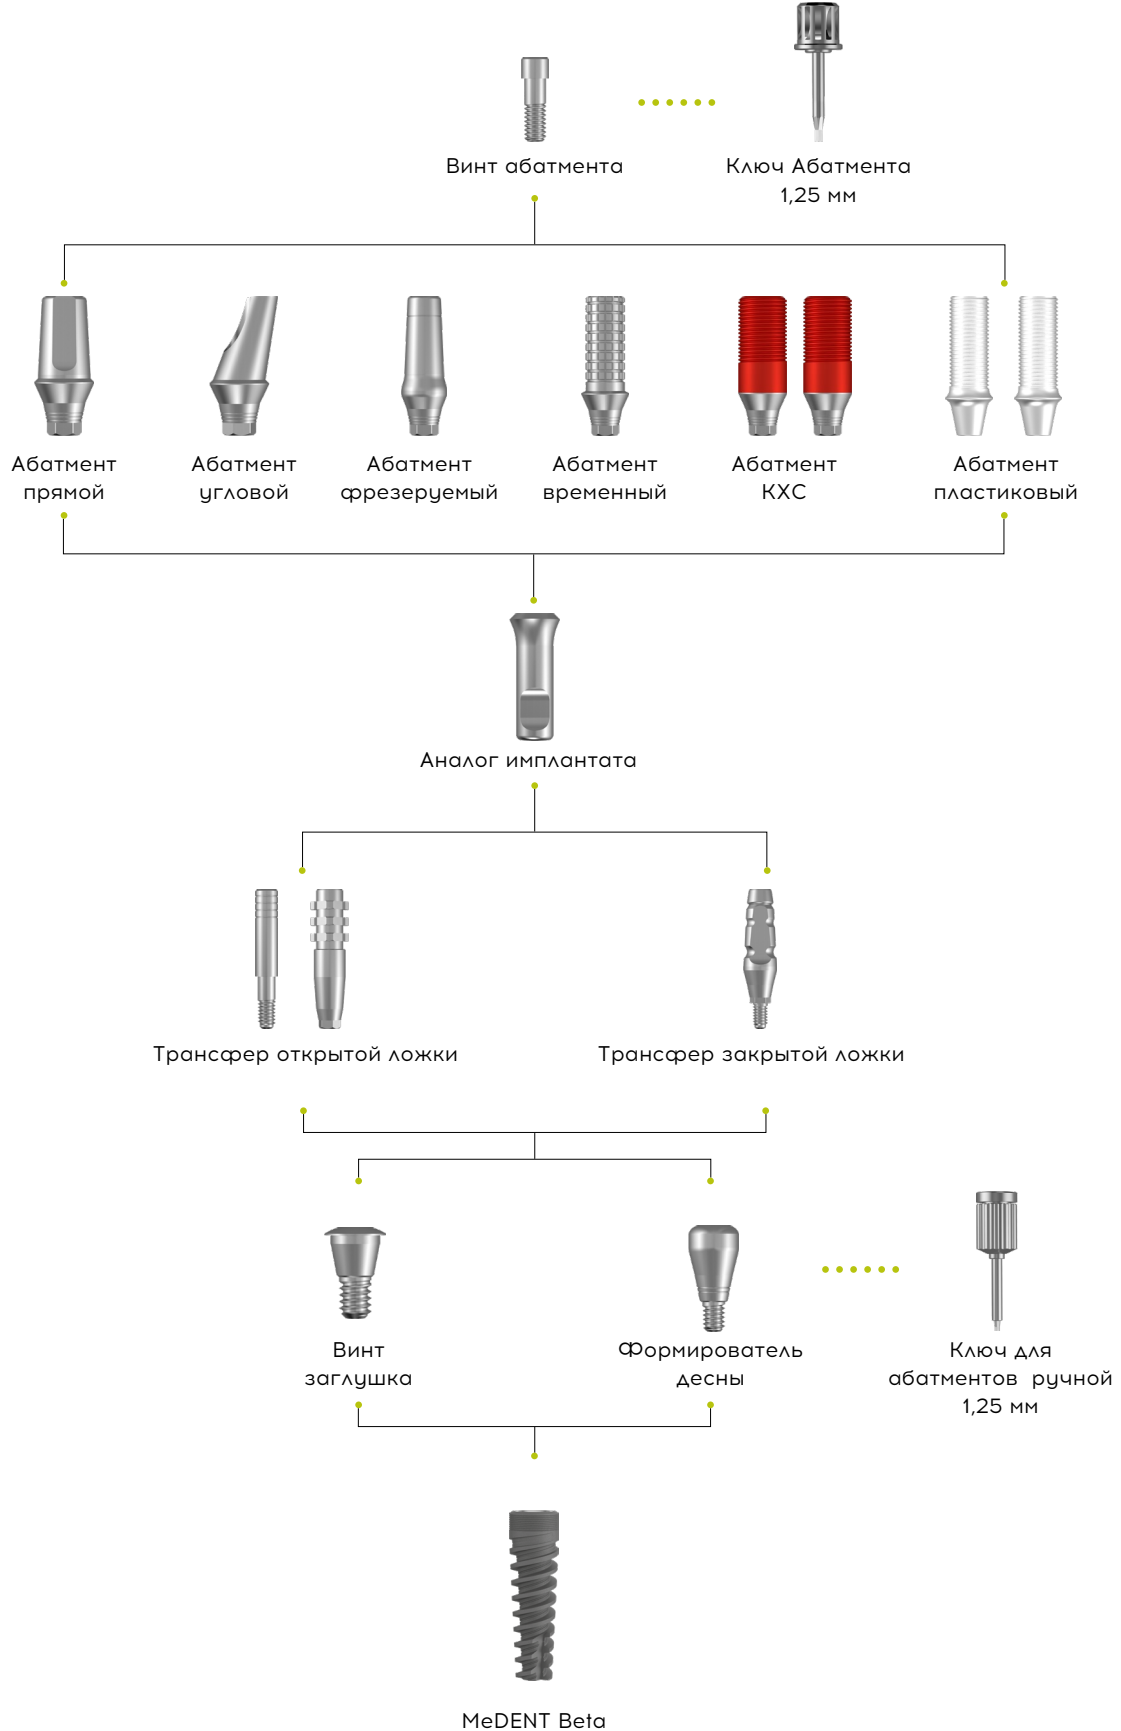 Винт абатмента
Ключ Абатмента
1,25 мм
Абатмент
прямой
Абатмент
угловой
Абатмент
фрезеруемый
Абатмент
временный
Абатмент
КХС
Абатмент
пластиковый
Аналог имплантата
Трансфер открытой ложки
Трансфер закрытой ложки
Винт
заглушка
Формирователь
десны
Ключ для
абатментов ручной
1,25 мм
MeDENT Beta